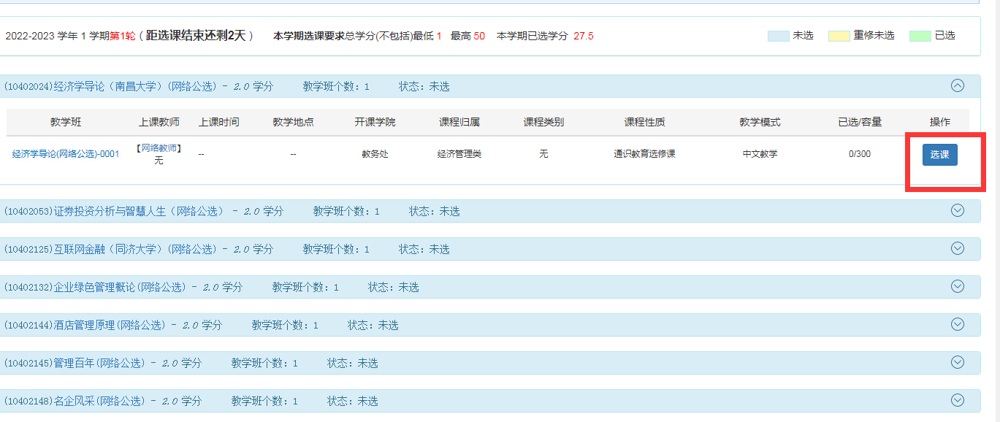 2022-2023 学年 1 学期第1轮 ( 距选课结束还剩2天 ) 本学期选课要求总学分(不包括)最低 1 最高 50 本学期已选学分 27.5 未选 重修未选 已选
(10402024)经济学导论（南昌大学）(网络公选) - 2.0 学分 教学班个数: 1 状态: 未选
教学班 上课教师 上课时间 教学地点 开课学院 课程归属 课程类别 课程性质 教学模式 已选/容量 操作
经济学导论(网络公选)-0001 【网络教师】 -- -- 教务处 经济管理类 无 通识教育选修课 中文教学 0/300 选课
无
(10402053)证券投资分析与智慧人生（网络公选） - 2.0 学分 教学班个数: 1 状态: 未选
(10402125)互联网金融（同济大学）(网络公选) - 2.0 学分 教学班个数: 1 状态: 未选
(10402132)企业绿色管理概论(网络公选) - 2.0 学分 教学班个数: 1 状态: 未选
(10402144)酒店管理原理(网络公选) - 2.0 学分 教学班个数: 1 状态: 未选
(10402145)管理百年(网络公选) - 2.0 学分 教学班个数: 1 状态: 未选
(10402148)名企风采(网络公选) - 2.0 学分 教学班个数: 1 状态: 未选